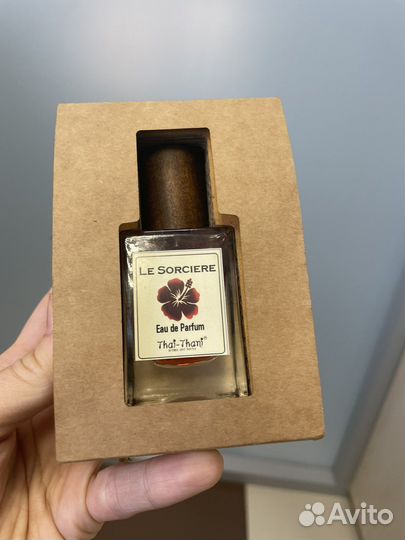 LE SORCIERE
Eau de Parfum
Thai-Thani®
Avito